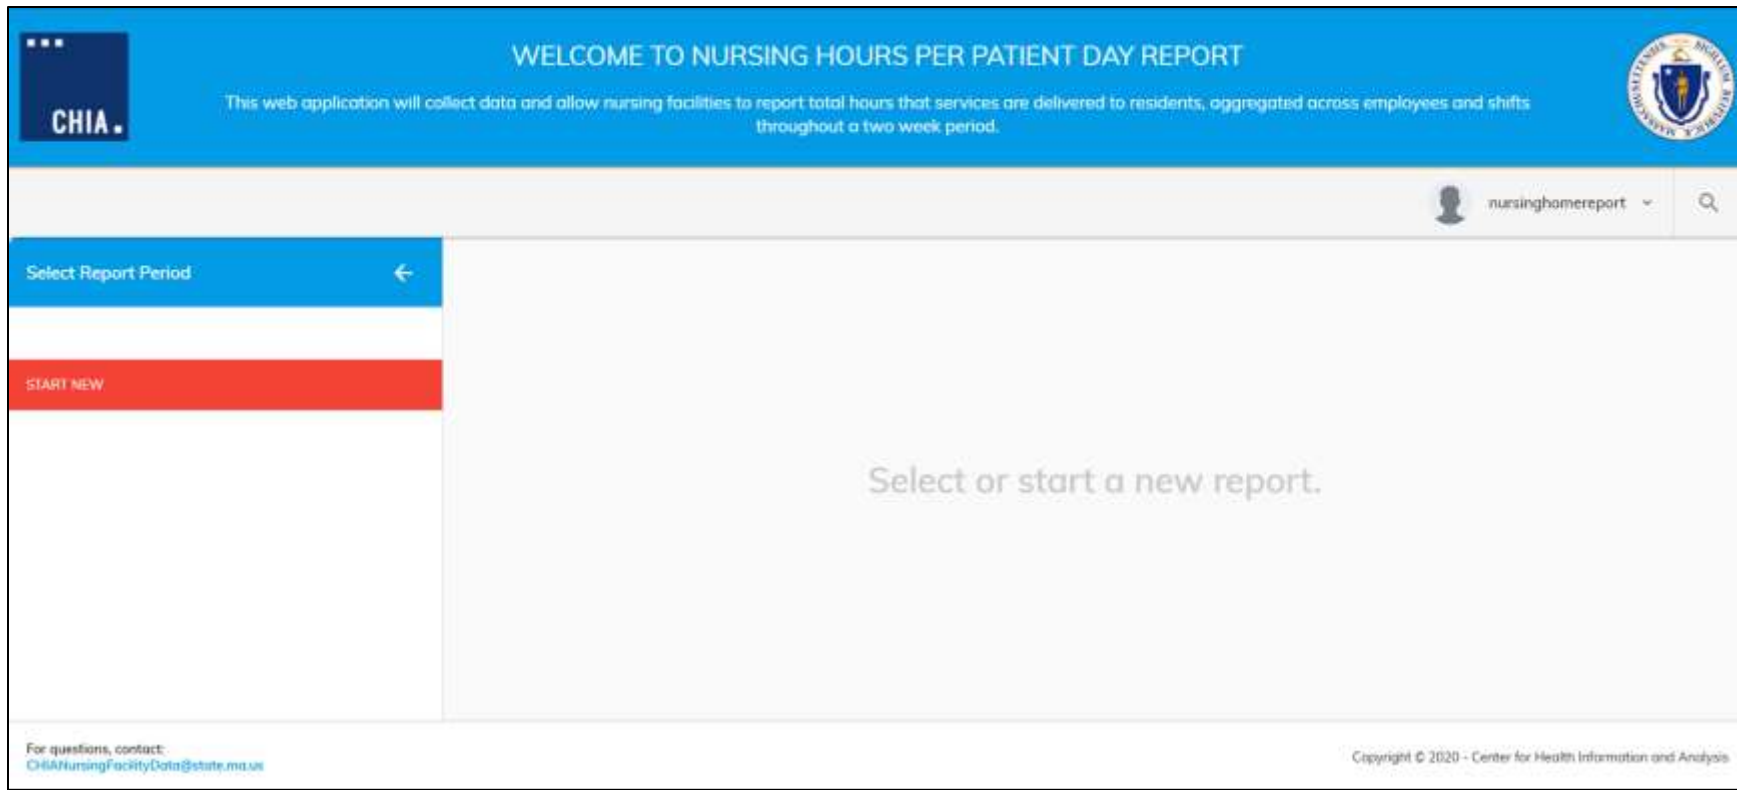 CHIA.
WELCOME TO NURSING HOURS PER PATIENT DAY REPORT
This web application will collect data and allow nursing facilities to report total hours that services are delivered to residents, aggregated across employees and shifts
throughout a two week period.
nursinghomereport
Select Report Period
START NEW
Select or start a new report.
For questions, contact:
CHIANursingFacilityData@state.ma.us
Copyright © 2020 - Center for Health Information and Analysis